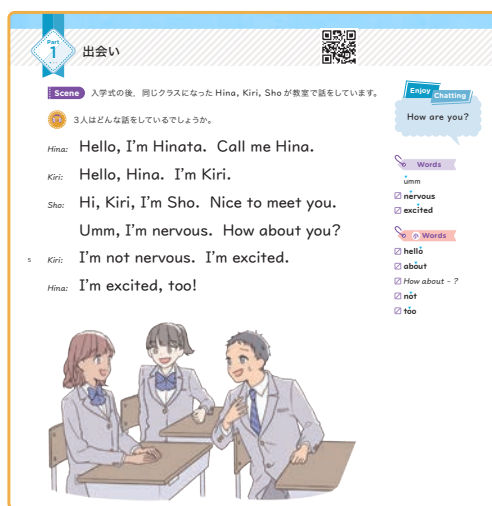 Part
1
出会い
Scene 入学式の後，同じクラスになった Hina, Kiri, Sho が教室で話をしています。
3人はどんな話をしているでしょうか。
Hina: Hello, I'm Hinata. Call me Hina.
Kiri: Hello, Hina. I'm Kiri.
Sho: Hi, Kiri, I'm Sho. Nice to meet you.
Umm, I'm nervous. How about you?
5 Kiri: I'm not nervous. I'm excited.
Hina: I'm excited, too!
Enjoy Chatting
How are you?
Words
umm
nervous
excited
小 Words
hello
about
How about ~ ?
not
too